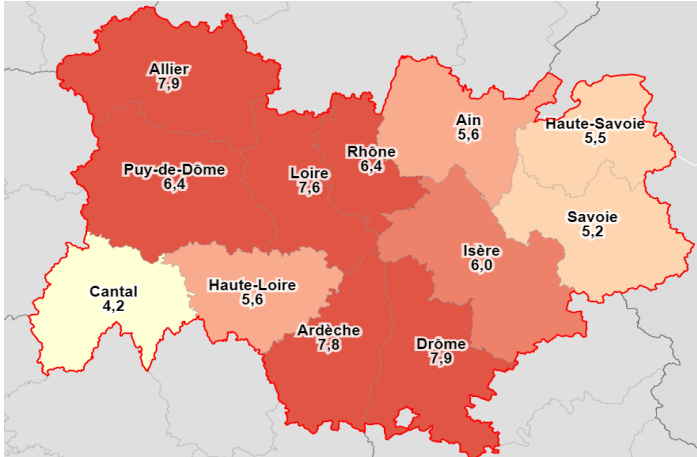 Allier
7,9
Ain
5,6
Haute-Savoie
5,5
Rhône
6,4
Puy-de-Dôme
6,4
Loire
7,6
Savoie
5,2
Isère
6,0
Cantal
4,2
Haute-Loire
5,6
Ardèche
7,8
Drôme
7,9